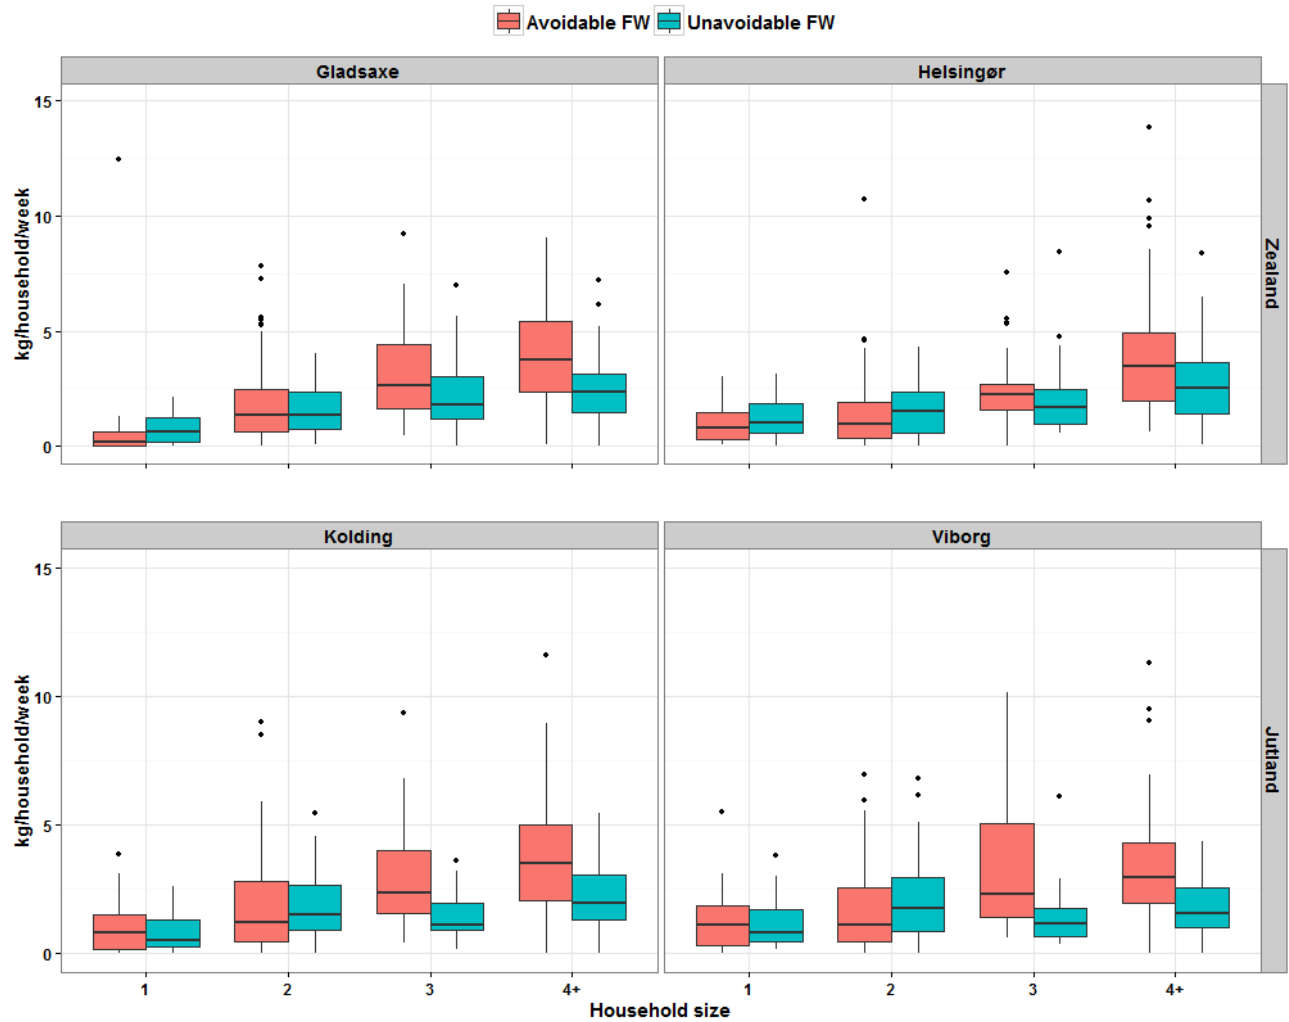 Avoidable FW Unavoidable FW
Gladsaxe Helsingør
15
10
5
0
kg/household/week
Zealand
Kolding Viborg
15
10
5
0
kg/household/week
Jutland
1 2 3 4+ 1 2 3 4+
Household size